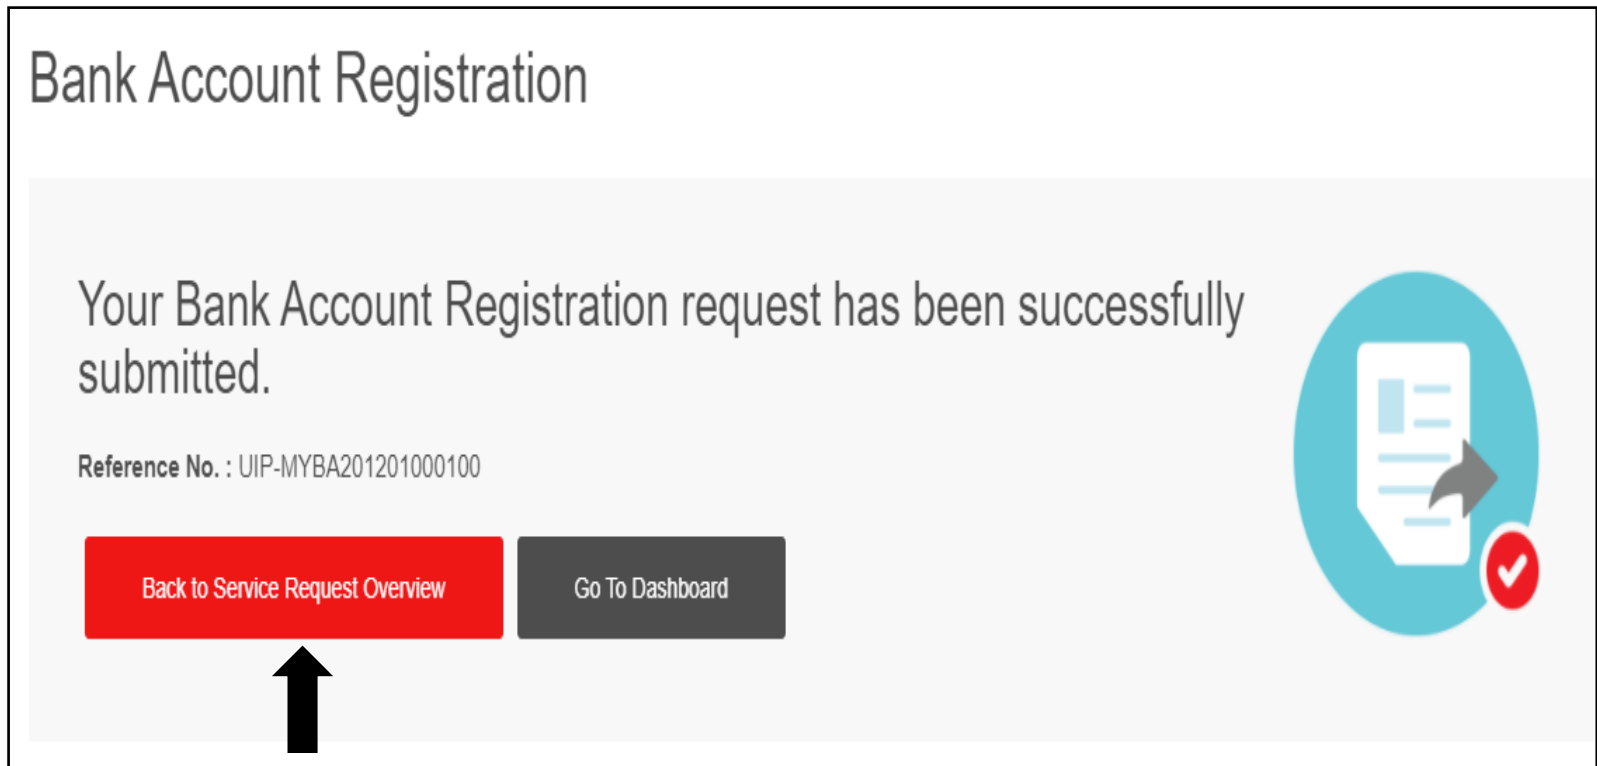 Bank Account Registration
Your Bank Account Registration request has been successfully
submitted.
Reference No. : UIP-MYBA201201000100
Back to Service Request Overview
Go To Dashboard